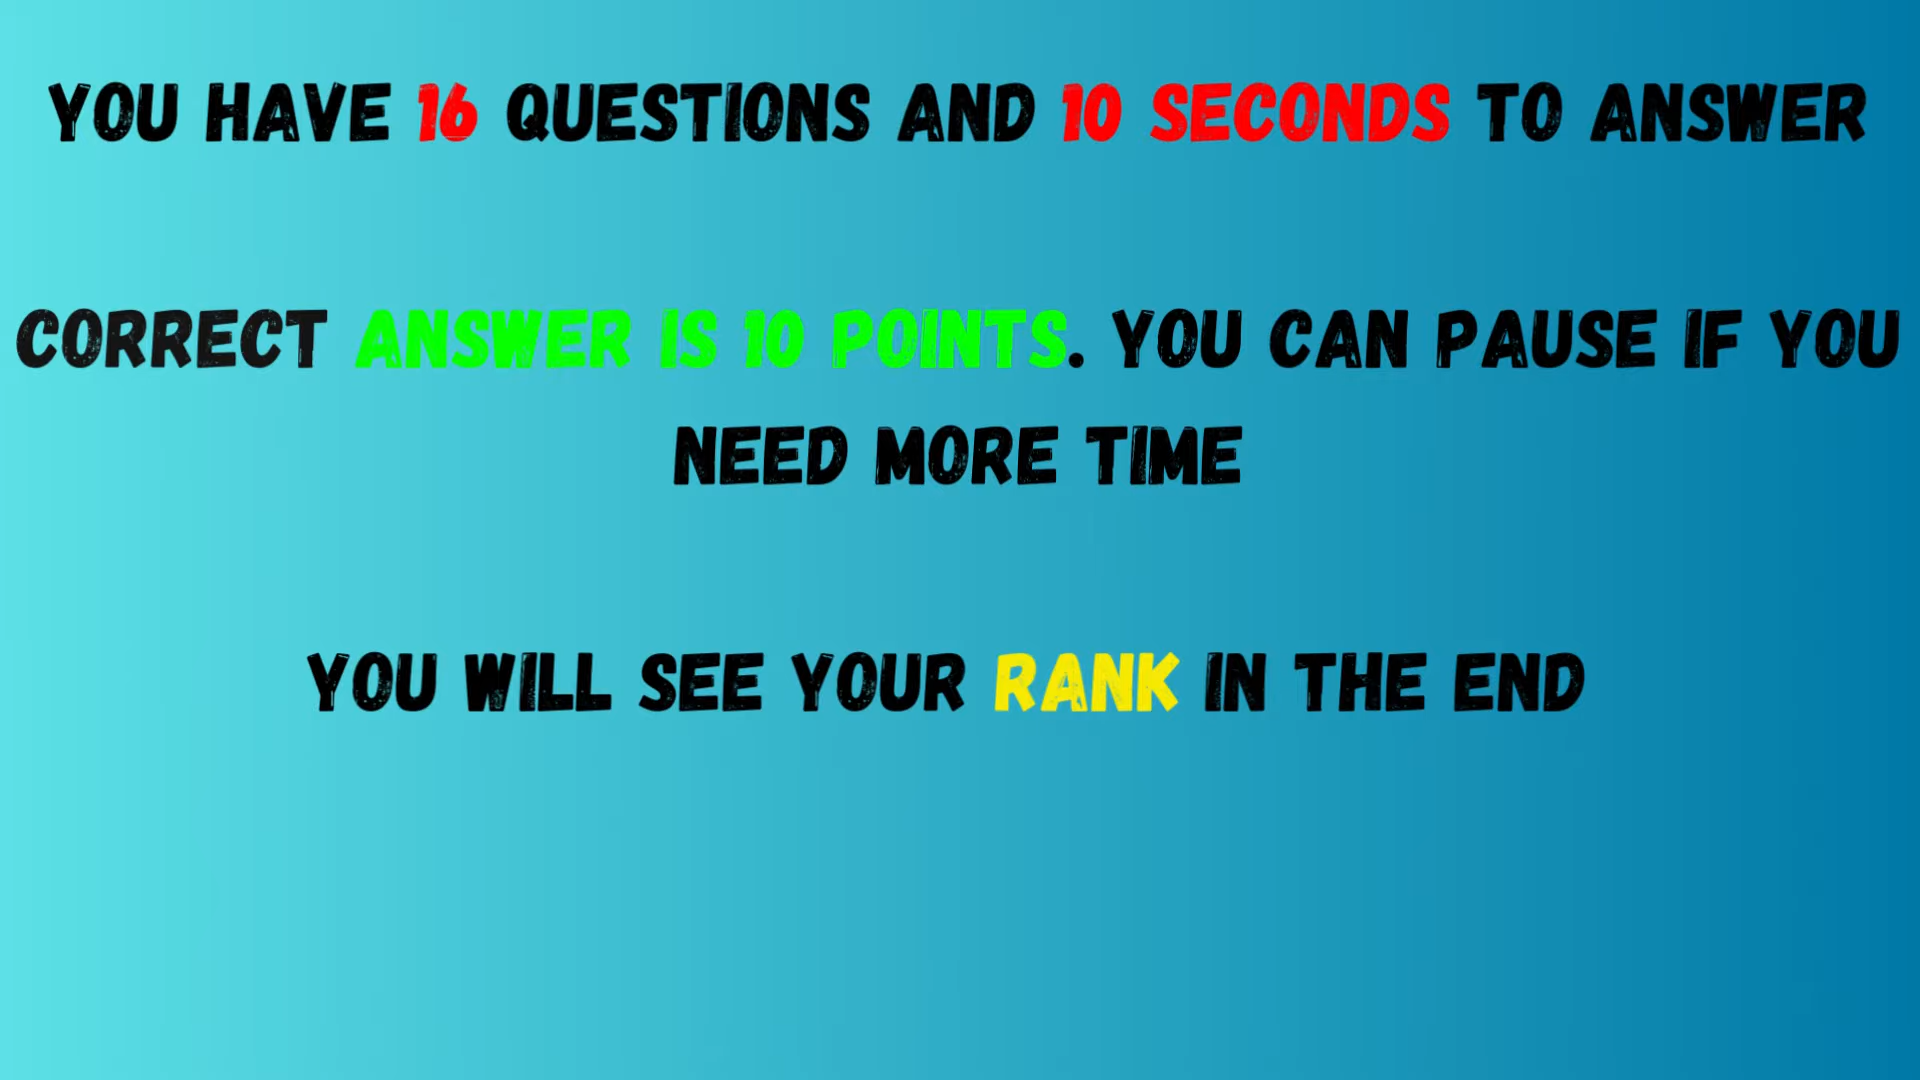 YOU HAVE 16 QUESTIONS AND 10 SECONDS TO ANSWER
CORRECT ANSWER IS 10 POINTS. YOU CAN PAUSE IF YOU
NEED MORE TIME
YOU WILL SEE YOUR RANK IN THE END